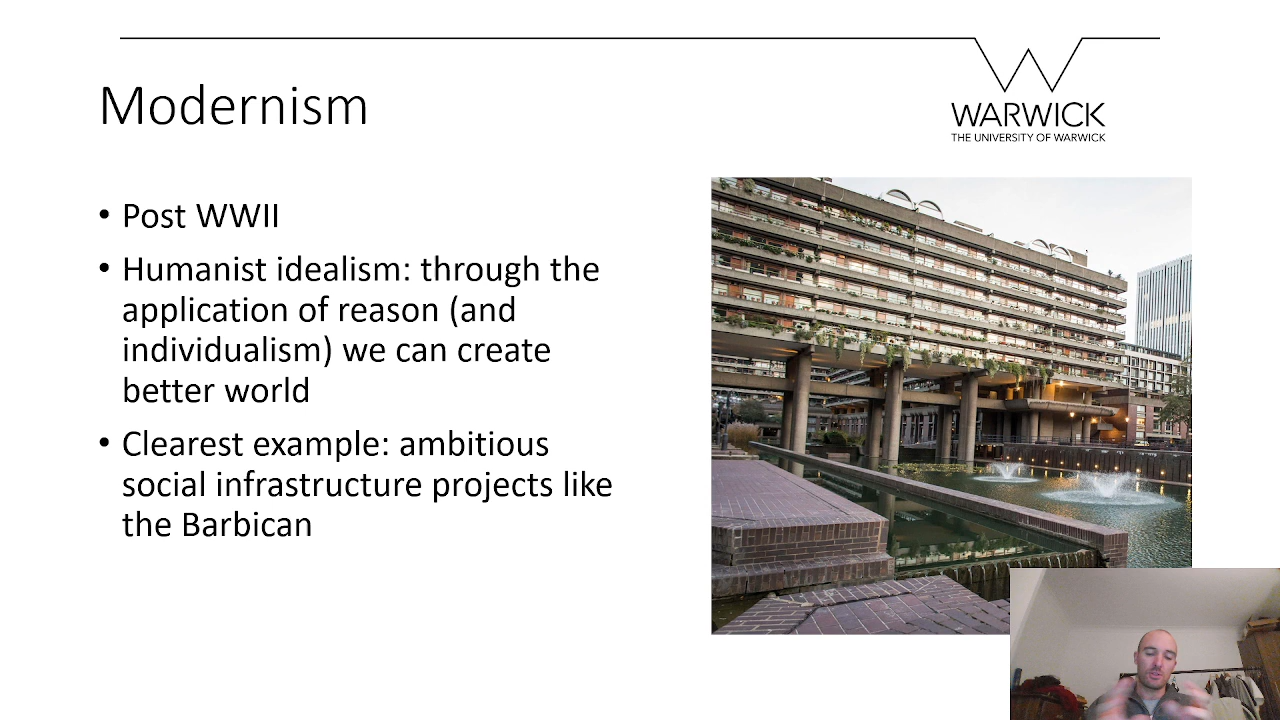 WARWICK
THE UNIVERSITY OF WARWICK
Modernism
• Post WWII
• Humanist idealism: through the
application of reason (and
individualism) we can create
better world
• Clearest example: ambitious
social infrastructure projects like
the Barbican